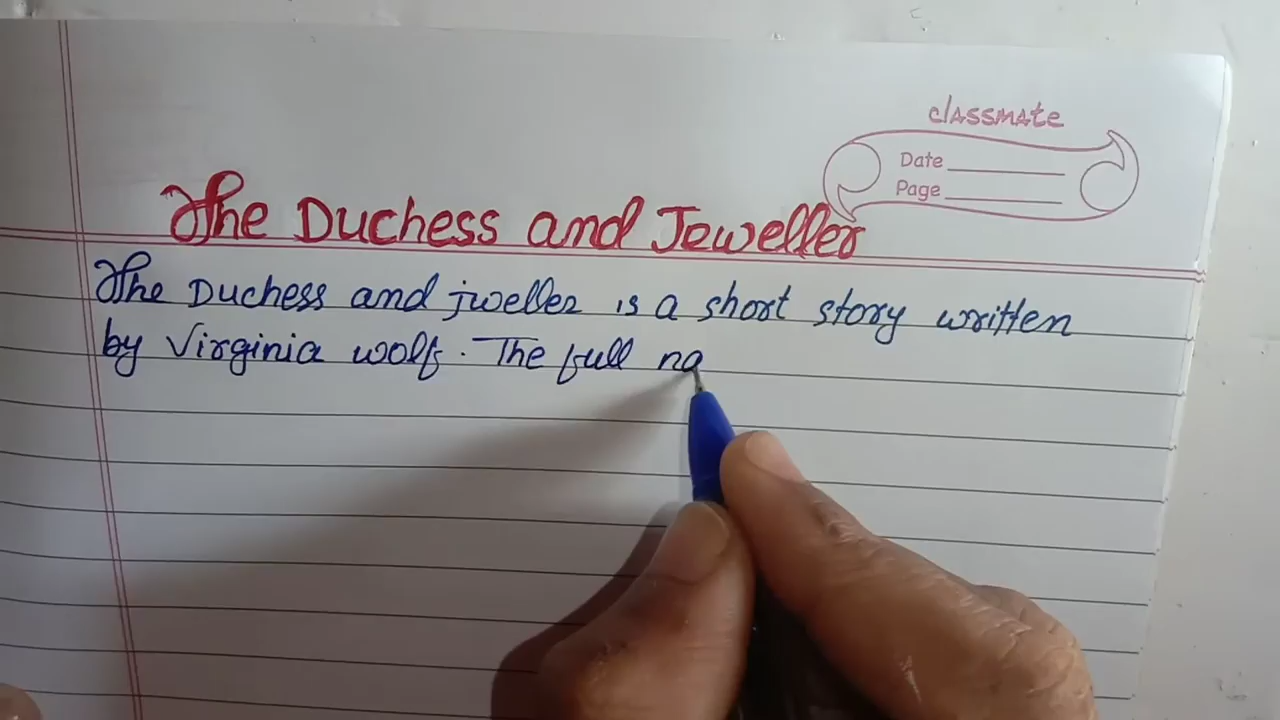 classmate
Date
Page
The Duchess and Jeweller
The Duchess and jweller is a short story written
by Virginia wolf. The full na